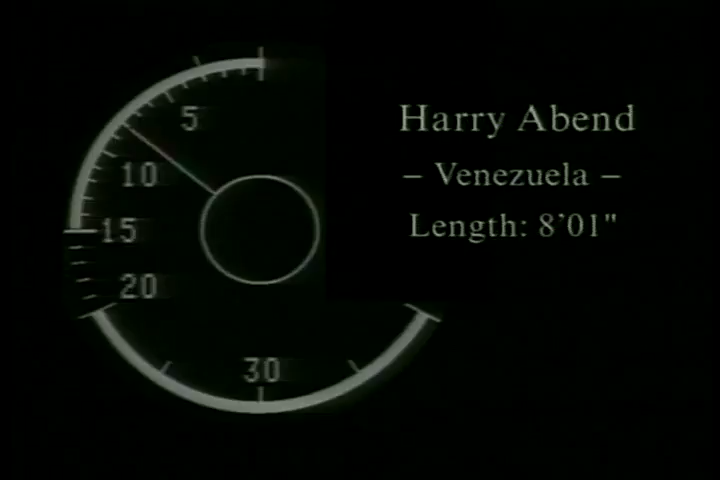 5
10
15
20
30
Harry Abend
– Venezuela –
Length: 8'01"